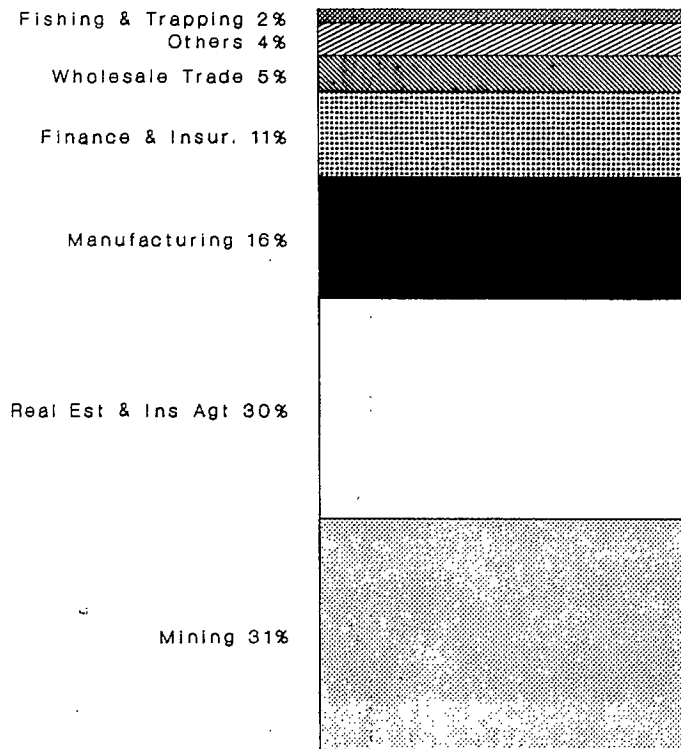 Fishing & Trapping 2%
Others 4%
Wholesale Trade 5%
Finance & Insur. 11%
Manufacturing 16%
Real Est & Ins Agt 30%
Mining 31%